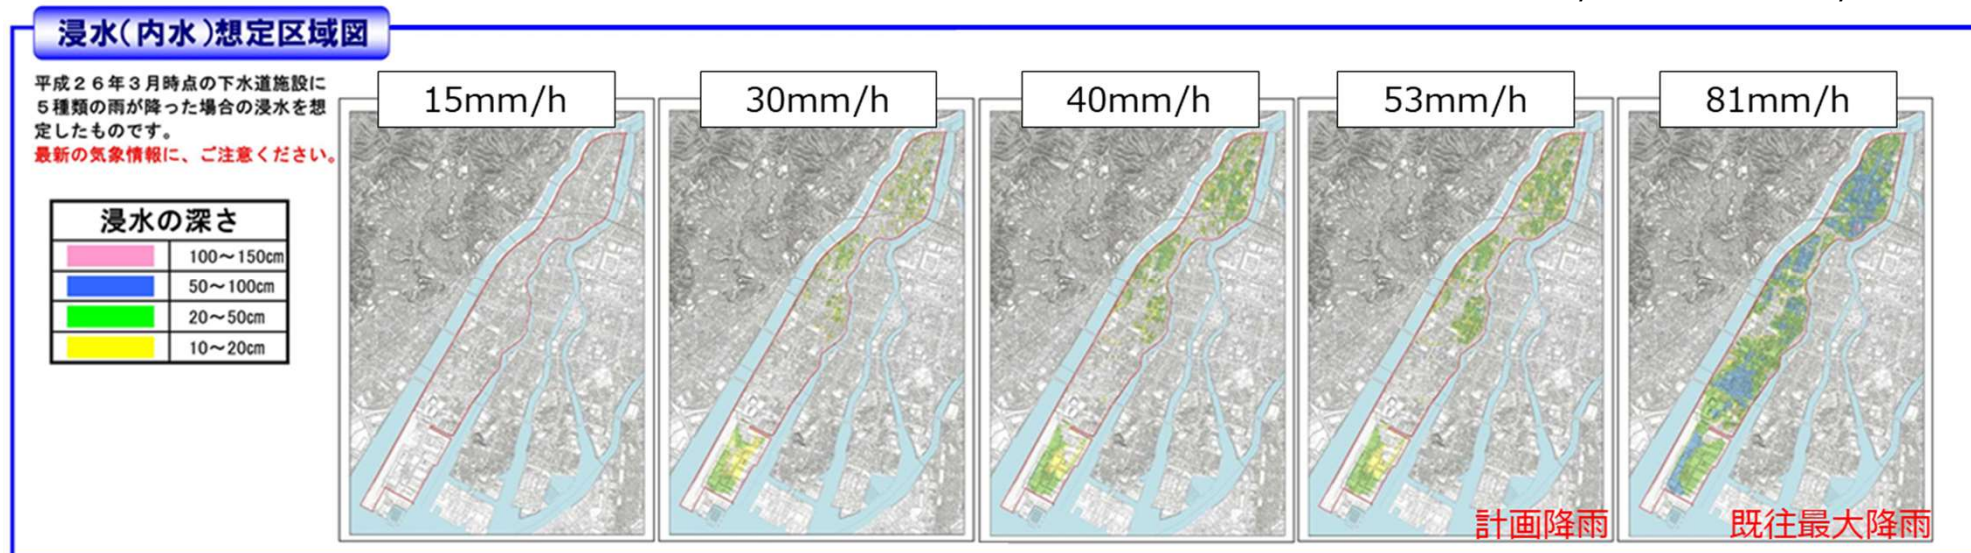 浸水(内水)想定区域図
平成２６年３月時点の下水道施設に
５種類の雨が降った場合の浸水を想
定したものです。
最新の気象情報に、ご注意ください。
浸水の深さ
100～150cm
50～100cm
20～50cm
10～20cm
15mm/h
30mm/h
40mm/h
53mm/h
81mm/h
計画降雨
既往最大降雨